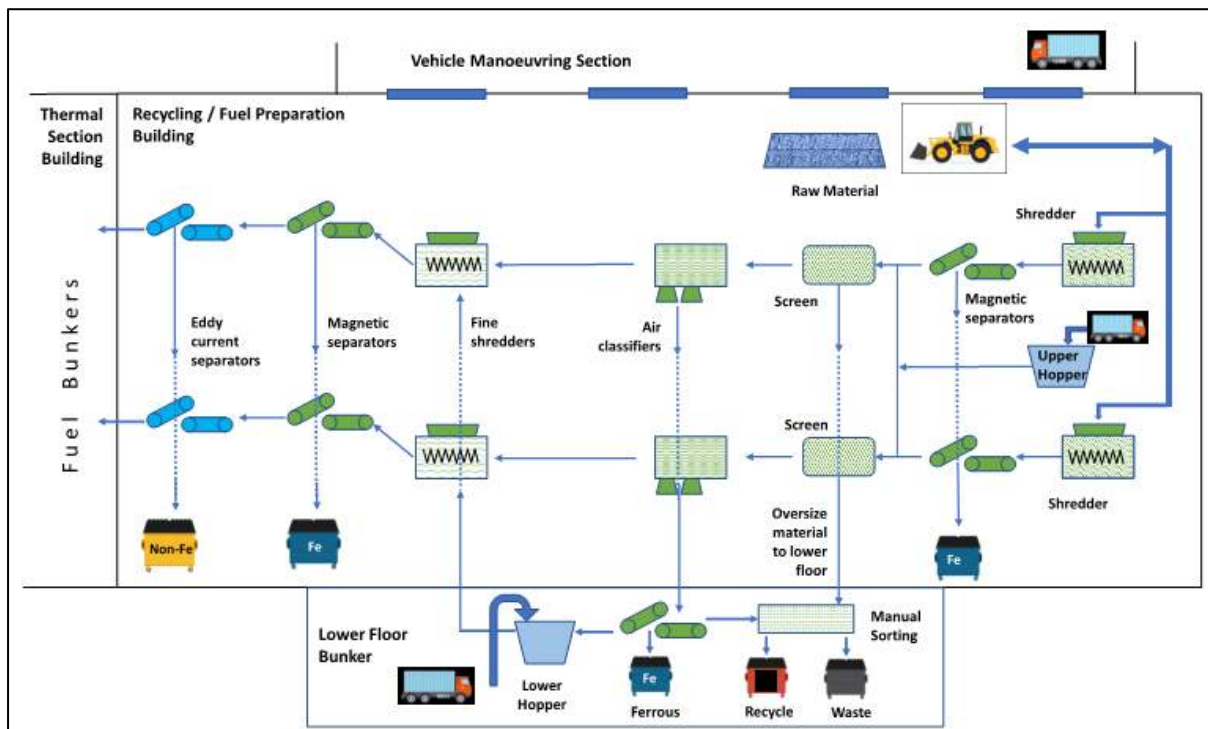 Vehicle Manoeuvring Section
Thermal
Section
Building
Recycling / Fuel Preparation
Building
Raw Material
Shredder
Screen
Magnetic
separators
Upper
Hopper
Eddy
current
separators
Magnetic
separators
Fine
shredders
Air
classifiers
Fuel Bunkers
Screen
Shredder
Oversize
material
to lower
floor
Non-Fe
Fe
Fe
Lower Floor
Bunker
Manual
Sorting
Lower
Hopper
Fe
Ferrous
Recycle
Waste